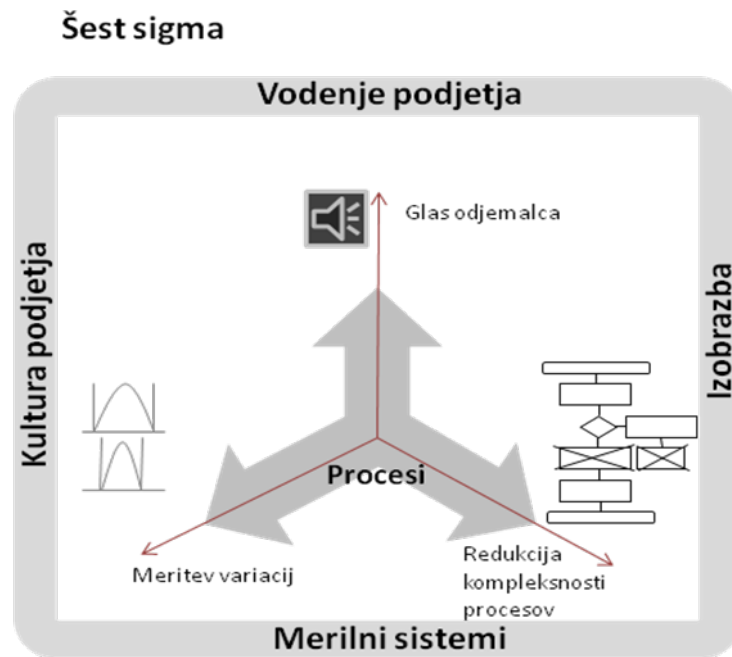 Šest sigma
Vodenje podjetja
Glas odjemalca
Kultura podjetja
Izobrazba
Procesi
Meritev variacij
Redukcija
kompleksnosti
procesov
Merilni sistemi